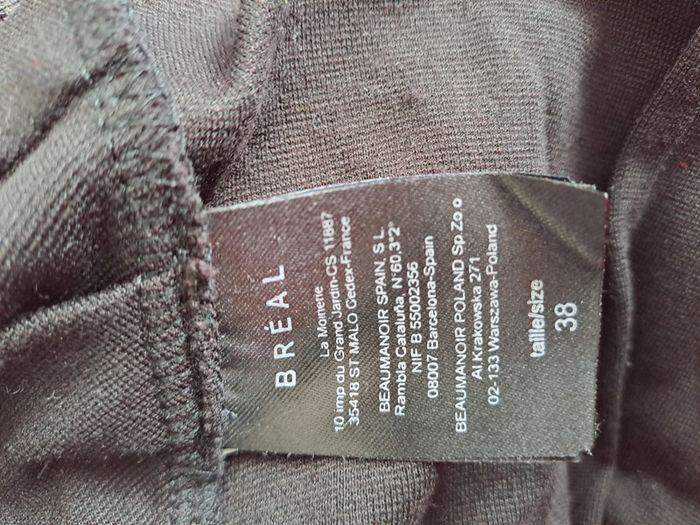 BRÉAL
La Moinerie
10 imp du Grand Jardin-CS 11887
35418 ST MALO Cedex-France
BEAUMANOIR SPAIN, S.L.
Rambla Cataluña, N°60,3°2ª
NIF B 55002356
08007 Barcelona-Spain
BEAUMANOIR POLAND Sp.Zo o
Al.Krakowska 271
02-133 Warszawa-Poland
taille/size
38